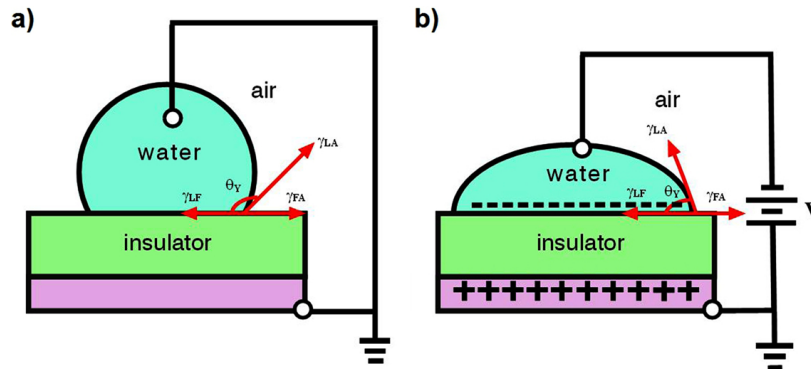 a)
air
water
γLA
θY
γLF
γFA
insulator
b)
air
γLA
water
γLF
θY
γFA
V
insulator
+ + + + + + + + + +